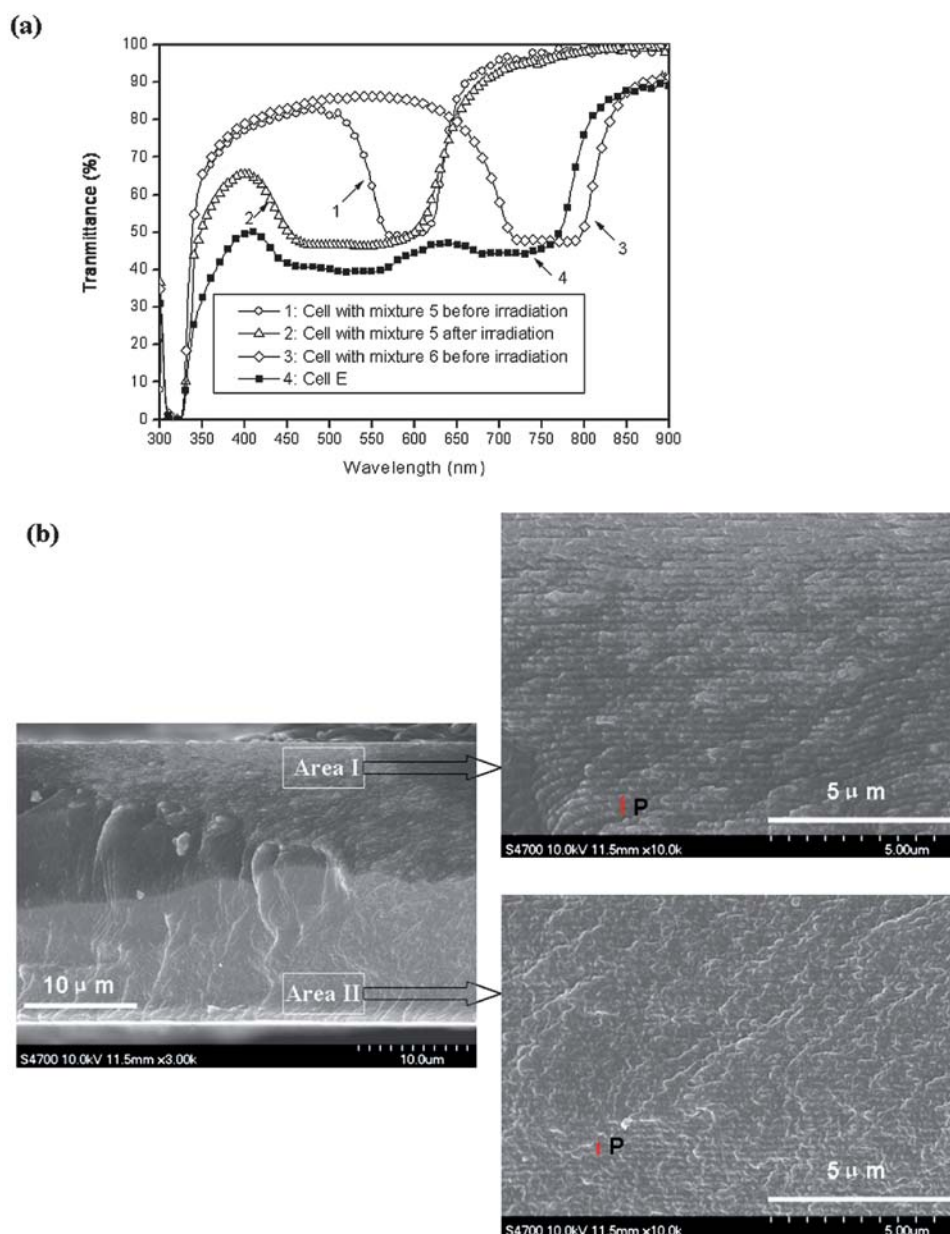 (a)
100
90
80
70
60
50
40
30
20
10
0
Tranmittance (%)
1
2
3
4
1: Cell with mixture 5 before irradiation
2: Cell with mixture 5 after irradiation
3: Cell with mixture 6 before irradiation
4: Cell E
300 350 400 450 500 550 600 650 700 750 800 850 900
Wavelength (nm)
(b)
Area I
10 μm
Area II
S4700 10.0kV 11.5mm x3.00k 10.0um
P
5 μm
S4700 10.0kV 11.5mm x10.0k 5.00um
P
5 μm
S4700 10.0kV 11.5mm x10.0k 5.00um